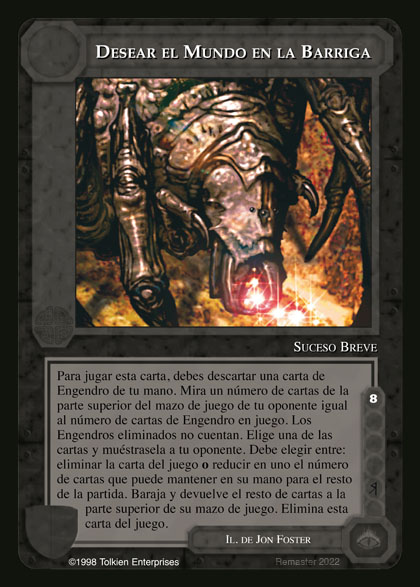 Desear el Mundo en la Barriga
Suceso Breve
Para jugar esta carta, debes descartar una carta de
Engendro de tu mano. Mira un número de cartas de la
parte superior del mazo de juego de tu oponente igual
al número de cartas de Engendro en juego. Los
Engendros eliminados no cuentan. Elige una de las
cartas y muéstrasela a tu oponente. Debe elegir entre:
eliminar la carta del juego o reducir en uno el número
de cartas que puede mantener en su mano para el resto
de la partida. Baraja y devuelve el resto de cartas a la
parte superior de su mazo de juego. Elimina esta
carta del juego.
8
Il. de Jon Foster
©1998 Tolkien Enterprises
Remaster 2022